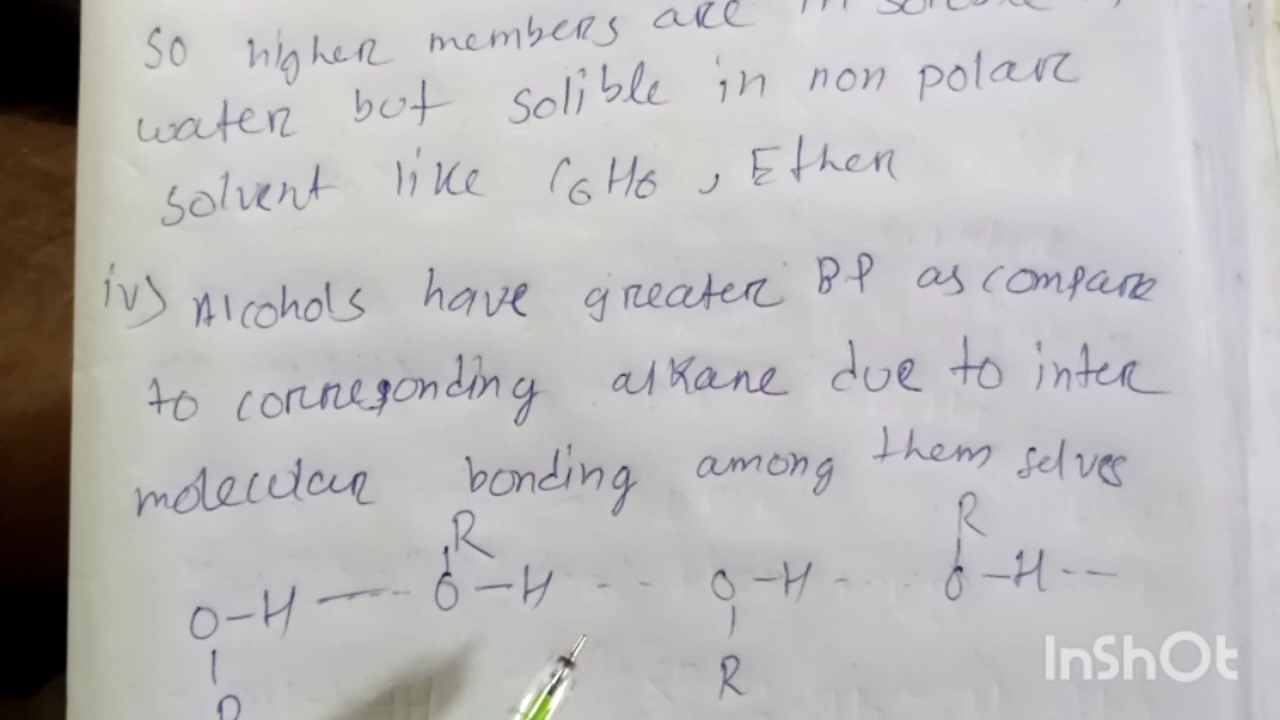 So higher members are in soluble
water but solible in non polar
solvent like C6H6 , Ether
iv) Alcohols have greater BP as compare
to corresponding alkane due to inter
molecular bonding among them selves
R R
O-H --- O-H --- O-H --- O-H ---
R R
InShOt